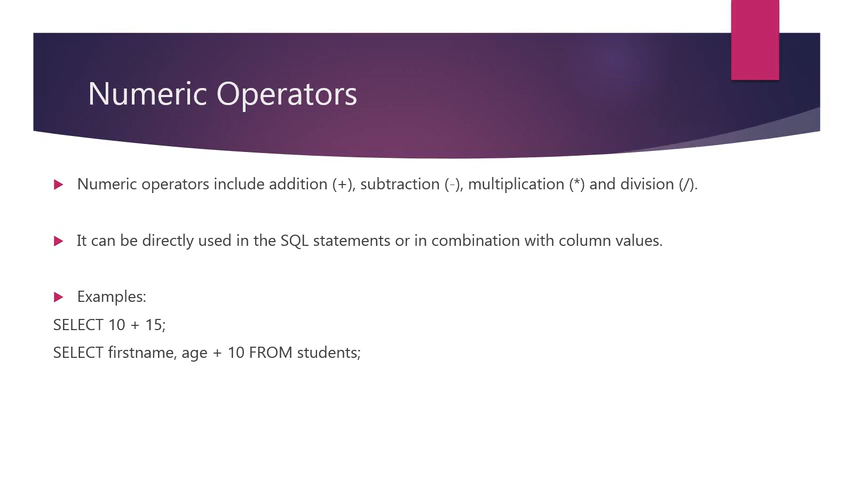 Numeric Operators
Numeric operators include addition (+), subtraction (-), multiplication (*) and division (/).
It can be directly used in the SQL statements or in combination with column values.
Examples:
SELECT 10 + 15;
SELECT firstname, age + 10 FROM students;